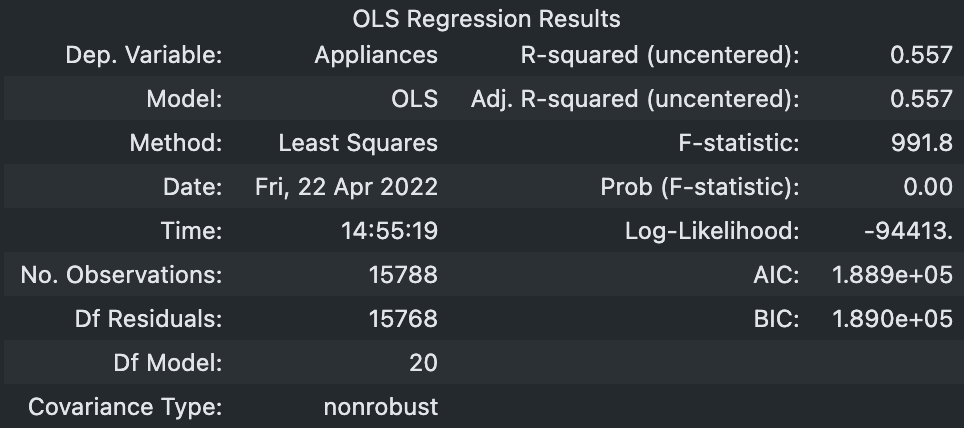 OLS Regression Results
Dep. Variable: Appliances R-squared (uncentered): 0.557
Model: OLS Adj. R-squared (uncentered): 0.557
Method: Least Squares F-statistic: 991.8
Date: Fri, 22 Apr 2022 Prob (F-statistic): 0.00
Time: 14:55:19 Log-Likelihood: -94413.
No. Observations: 15788 AIC: 1.889e+05
Df Residuals: 15768 BIC: 1.890e+05
Df Model: 20
Covariance Type: nonrobust